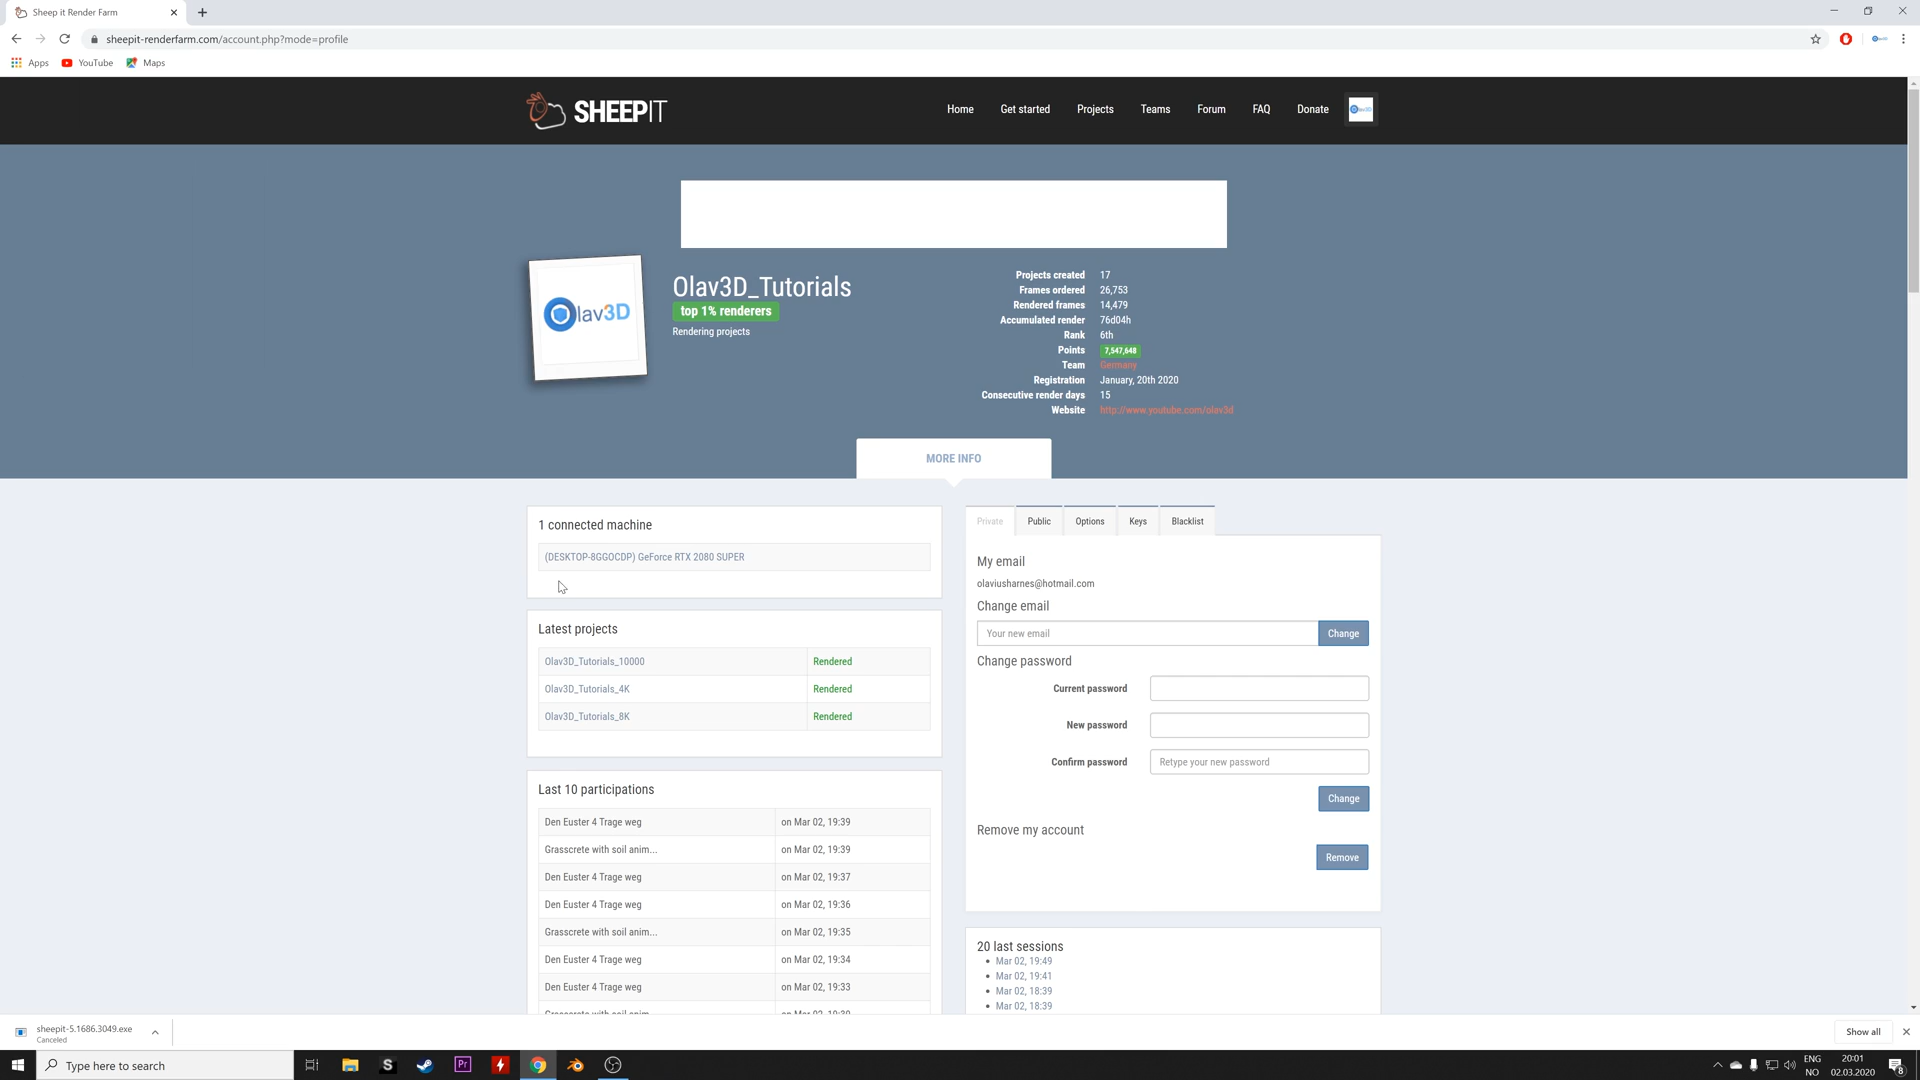 Sheep it Render Farm
sheepit-renderfarm.com/account.php?mode=profile
Apps YouTube Maps
SHEEPIT
Home Get started Projects Teams Forum FAQ Donate
Olav3D
Olav3D_Tutorials
top 1% renderers
Rendering projects
Projects created 17
Frames ordered 26,753
Rendered frames 14,479
Accumulated render 76d04h
Rank 6th
Points 7,547,648
Team Germany
Registration January, 20th 2020
Consecutive render days 15
Website http://www.youtube.com/olav3d
MORE INFO
1 connected machine
(DESKTOP-8GGOCDP) GeForce RTX 2080 SUPER
Latest projects
Olav3D_Tutorials_10000 Rendered
Olav3D_Tutorials_4K Rendered
Olav3D_Tutorials_8K Rendered
Last 10 participations
Den Euster 4 Trage weg on Mar 02, 19:39
Grasscrete with soil anim... on Mar 02, 19:39
Den Euster 4 Trage weg on Mar 02, 19:37
Den Euster 4 Trage weg on Mar 02, 19:36
Grasscrete with soil anim... on Mar 02, 19:35
Den Euster 4 Trage weg on Mar 02, 19:34
Den Euster 4 Trage weg on Mar 02, 19:33
Private Public Options Keys Blacklist
My email
olaviusharnes@hotmail.com
Change email
Your new email Change
Change password
Current password
New password
Confirm password Retype your new password
Change
Remove my account
Remove
20 last sessions
Mar 02, 19:49
Mar 02, 19:41
Mar 02, 18:39
Mar 02, 18:39
sheepit-5.1686.3049.exe
Canceled
Show all
Type here to search
ENG
NO
20:01
02.03.2020
8